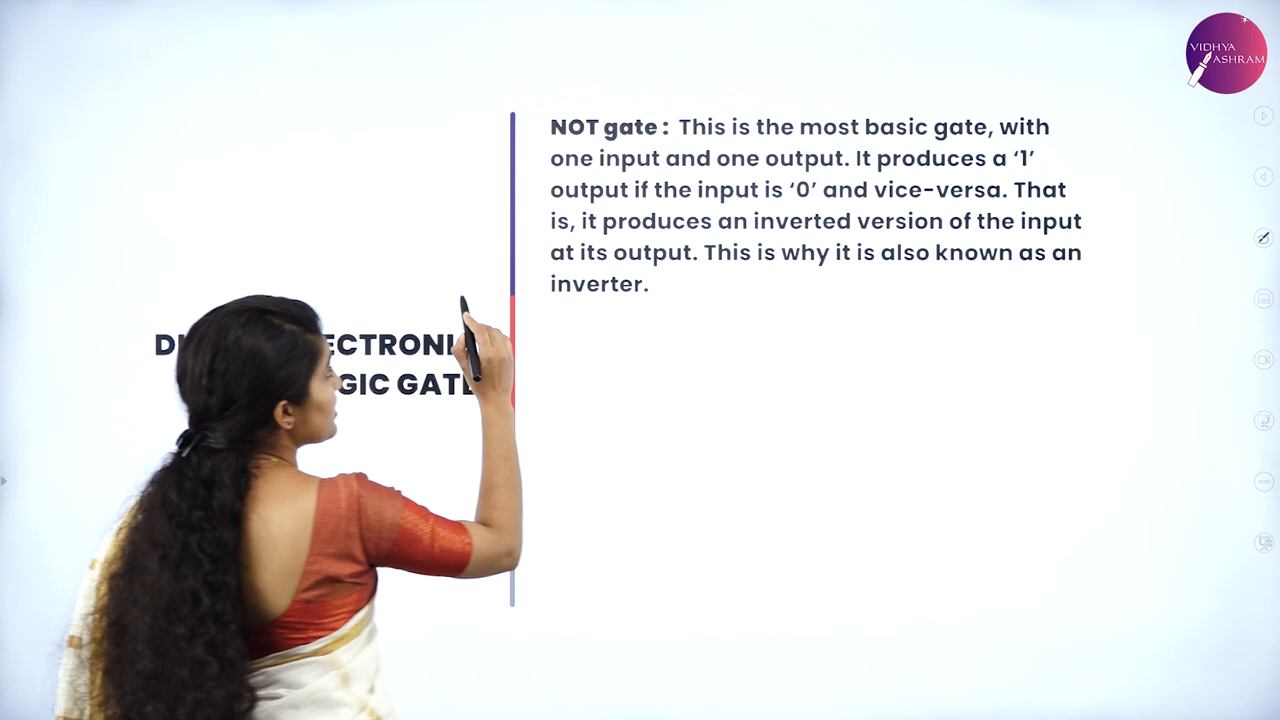 VIDHYA
ASHRAM
NOT gate : This is the most basic gate, with
one input and one output. It produces a ‘1’
output if the input is ‘0’ and vice-versa. That
is, it produces an inverted version of the input
at its output. This is why it is also known as an
inverter.